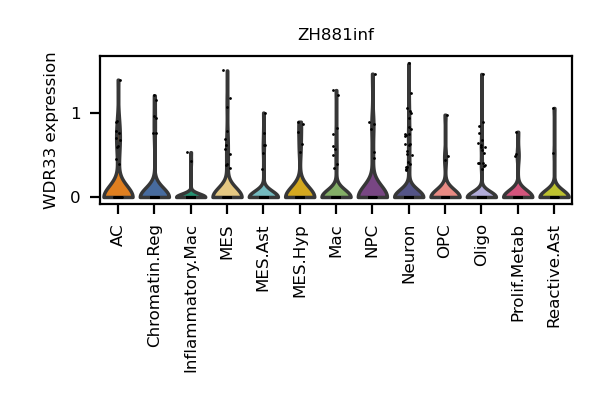 ZH881inf
WDR33 expression
1
0
AC
Chromatin.Reg
Inflammatory.Mac
MES
MES.Ast
MES.Hyp
Mac
NPC
Neuron
OPC
Oligo
Prolif.Metab
Reactive.Ast